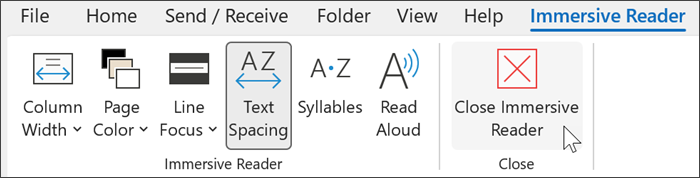 File Home Send / Receive Folder View Help Immersive Reader
AZ A·Z A
Column Width
Page Color
Line Focus
Text Spacing
Syllables
Read Aloud
Close Immersive Reader
Immersive Reader
Close